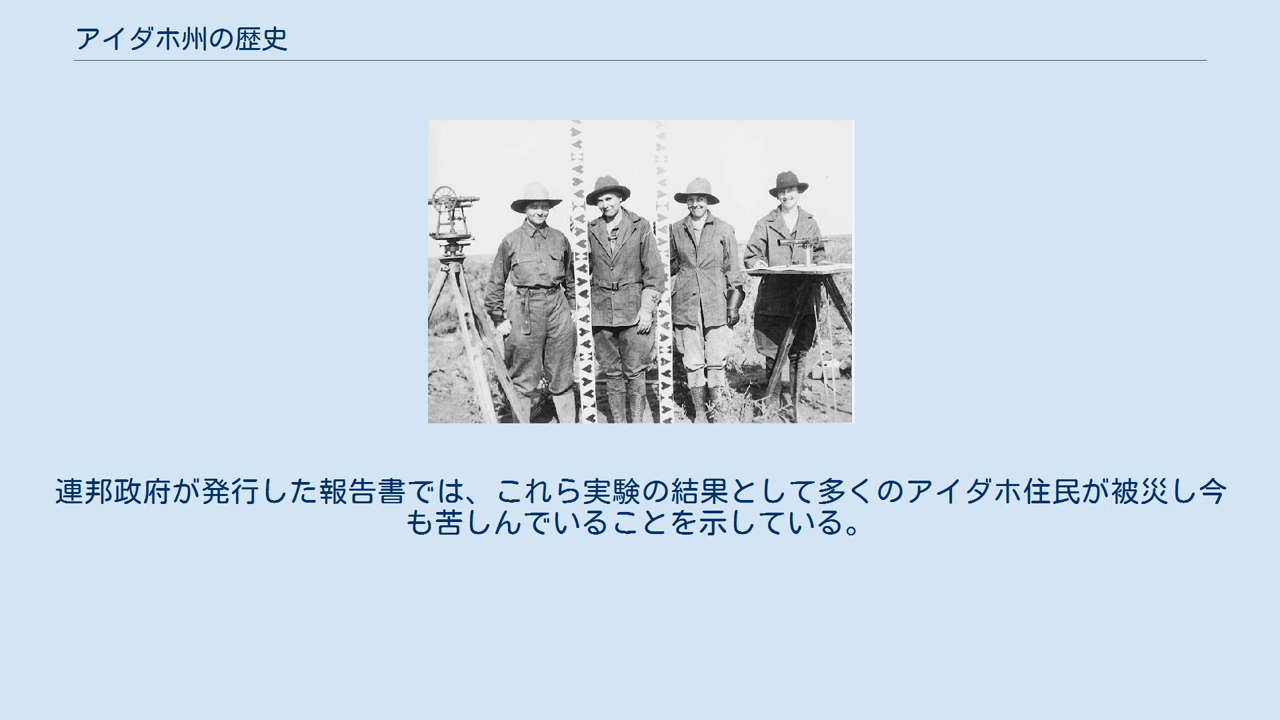 アイダホ州の歴史
連邦政府が発行した報告書では、これら実験の結果として多くのアイダホ住民が被災し今
も苦しんでいることを示している。